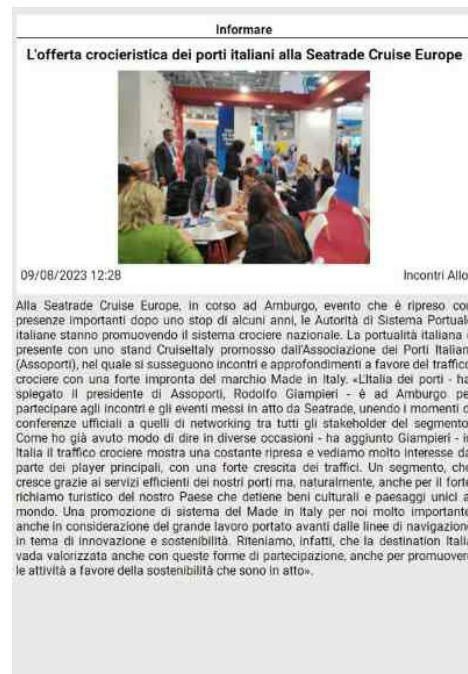 Informare
L'offerta crocieristica dei porti italiani alla Seatrade Cruise Europe
09/08/2023 12:28
Incontri Allo
Alla Seatrade Cruise Europe, in corso ad Amburgo, evento che è ripreso con
presenze importanti dopo uno stop di alcuni anni, le Autorità di Sistema Portuale
italiane stanno promuovendo il sistema crociere nazionale. La portualità italiana è
presente con uno stand CruiseItaly promosso dall'Associazione dei Porti Italiani
(Assoporti), nel quale si susseguono incontri e approfondimenti a favore del traffico
crociere con una forte impronta del marchio Made in Italy. «L'Italia dei porti - ha
spiegato il presidente di Assoporti, Rodolfo Giampieri - è ad Amburgo per
partecipare agli incontri e gli eventi messi in atto da Seatrade, unendo i momenti di
conferenze ufficiali a quelli di networking tra tutti gli stakeholder del segmento.
Come ho già avuto modo di dire in diverse occasioni - ha aggiunto Giampieri - in
Italia il traffico crociere mostra una costante ripresa e vediamo molto interesse da
parte dei player principali, con una forte crescita dei traffici. Un segmento, che
cresce grazie ai servizi efficienti dei nostri porti ma, naturalmente, anche per il forte
richiamo turistico del nostro Paese che detiene beni culturali e paesaggi unici al
mondo. Una promozione di sistema del Made in Italy per noi molto importante,
anche in considerazione del grande lavoro portato avanti dalle linee di navigazione
in tema di innovazione e sostenibilità. Riteniamo, infatti, che la destination Italia
vada valorizzata anche con queste forme di partecipazione, anche per promuovere
le attività a favore della sostenibilità che sono in atto».